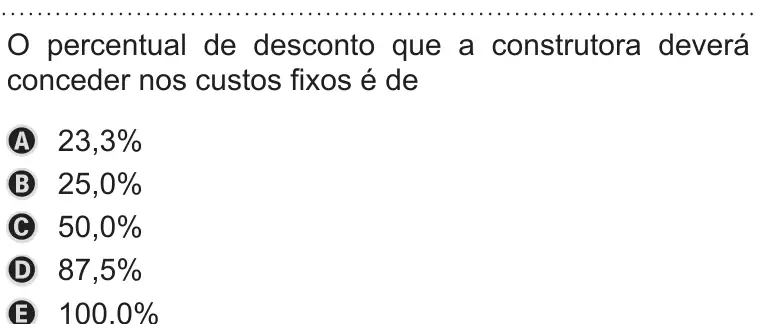 O percentual de desconto que a construtora deverá
conceder nos custos fixos é de
A 23,3%
B 25,0%
C 50,0%
D 87,5%
E 100,0%